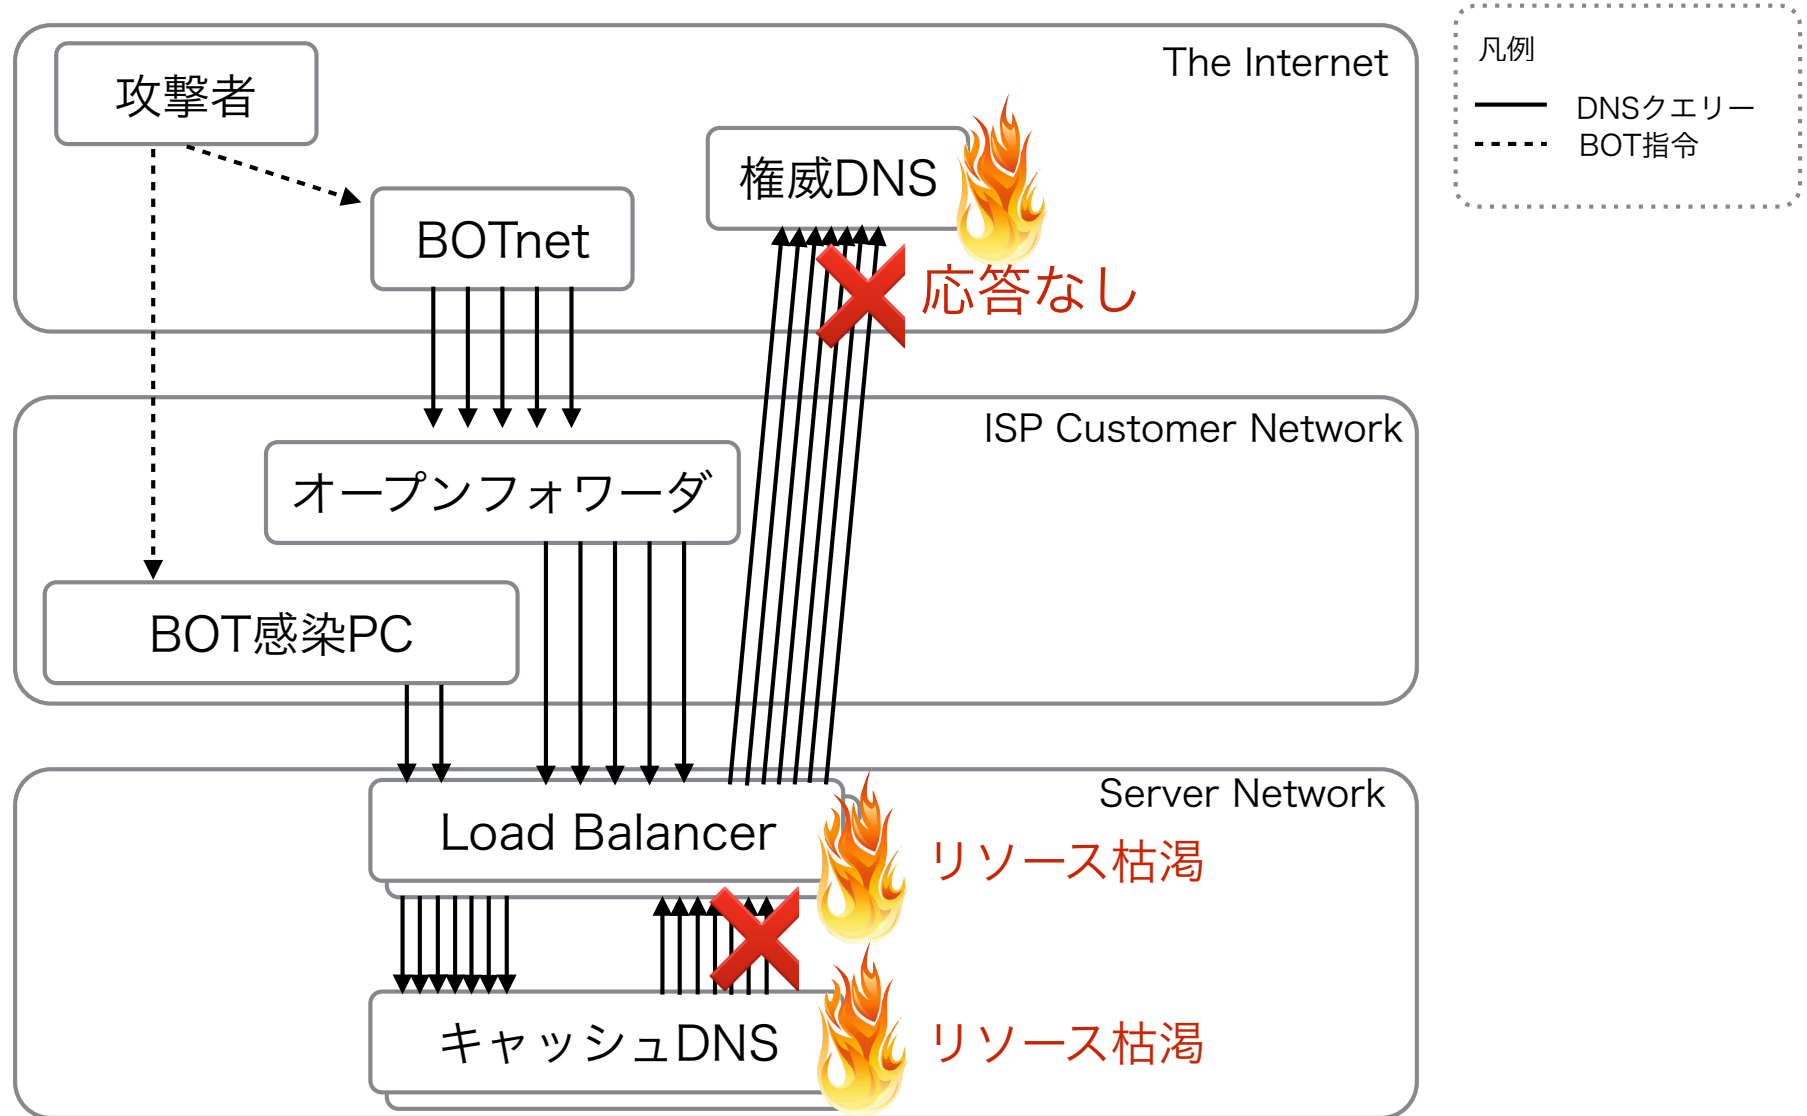 The Internet
攻撃者
権威DNS
BOTnet
応答なし
凡例
DNSクエリー
BOT指令
ISP Customer Network
オープンフォワーダ
BOT感染PC
Server Network
Load Balancer
リソース枯渇
キャッシュDNS
リソース枯渇